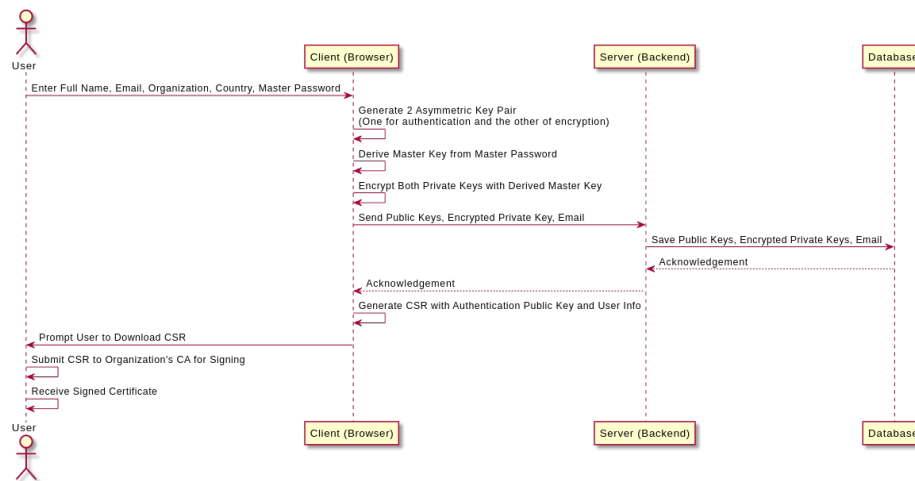 User
Client (Browser)
Server (Backend)
Database
Enter Full Name, Email, Organization, Country, Master Password
Generate 2 Asymmetric Key Pair
(One for authentication and the other of encryption)
Derive Master Key from Master Password
Encrypt Both Private Keys with Derived Master Key
Send Public Keys, Encrypted Private Key, Email
Save Public Keys, Encrypted Private Keys, Email
Acknowledgement
Acknowledgement
Generate CSR with Authentication Public Key and User Info
Prompt User to Download CSR
Submit CSR to Organization's CA for Signing
Receive Signed Certificate
User
Client (Browser)
Server (Backend)
Database